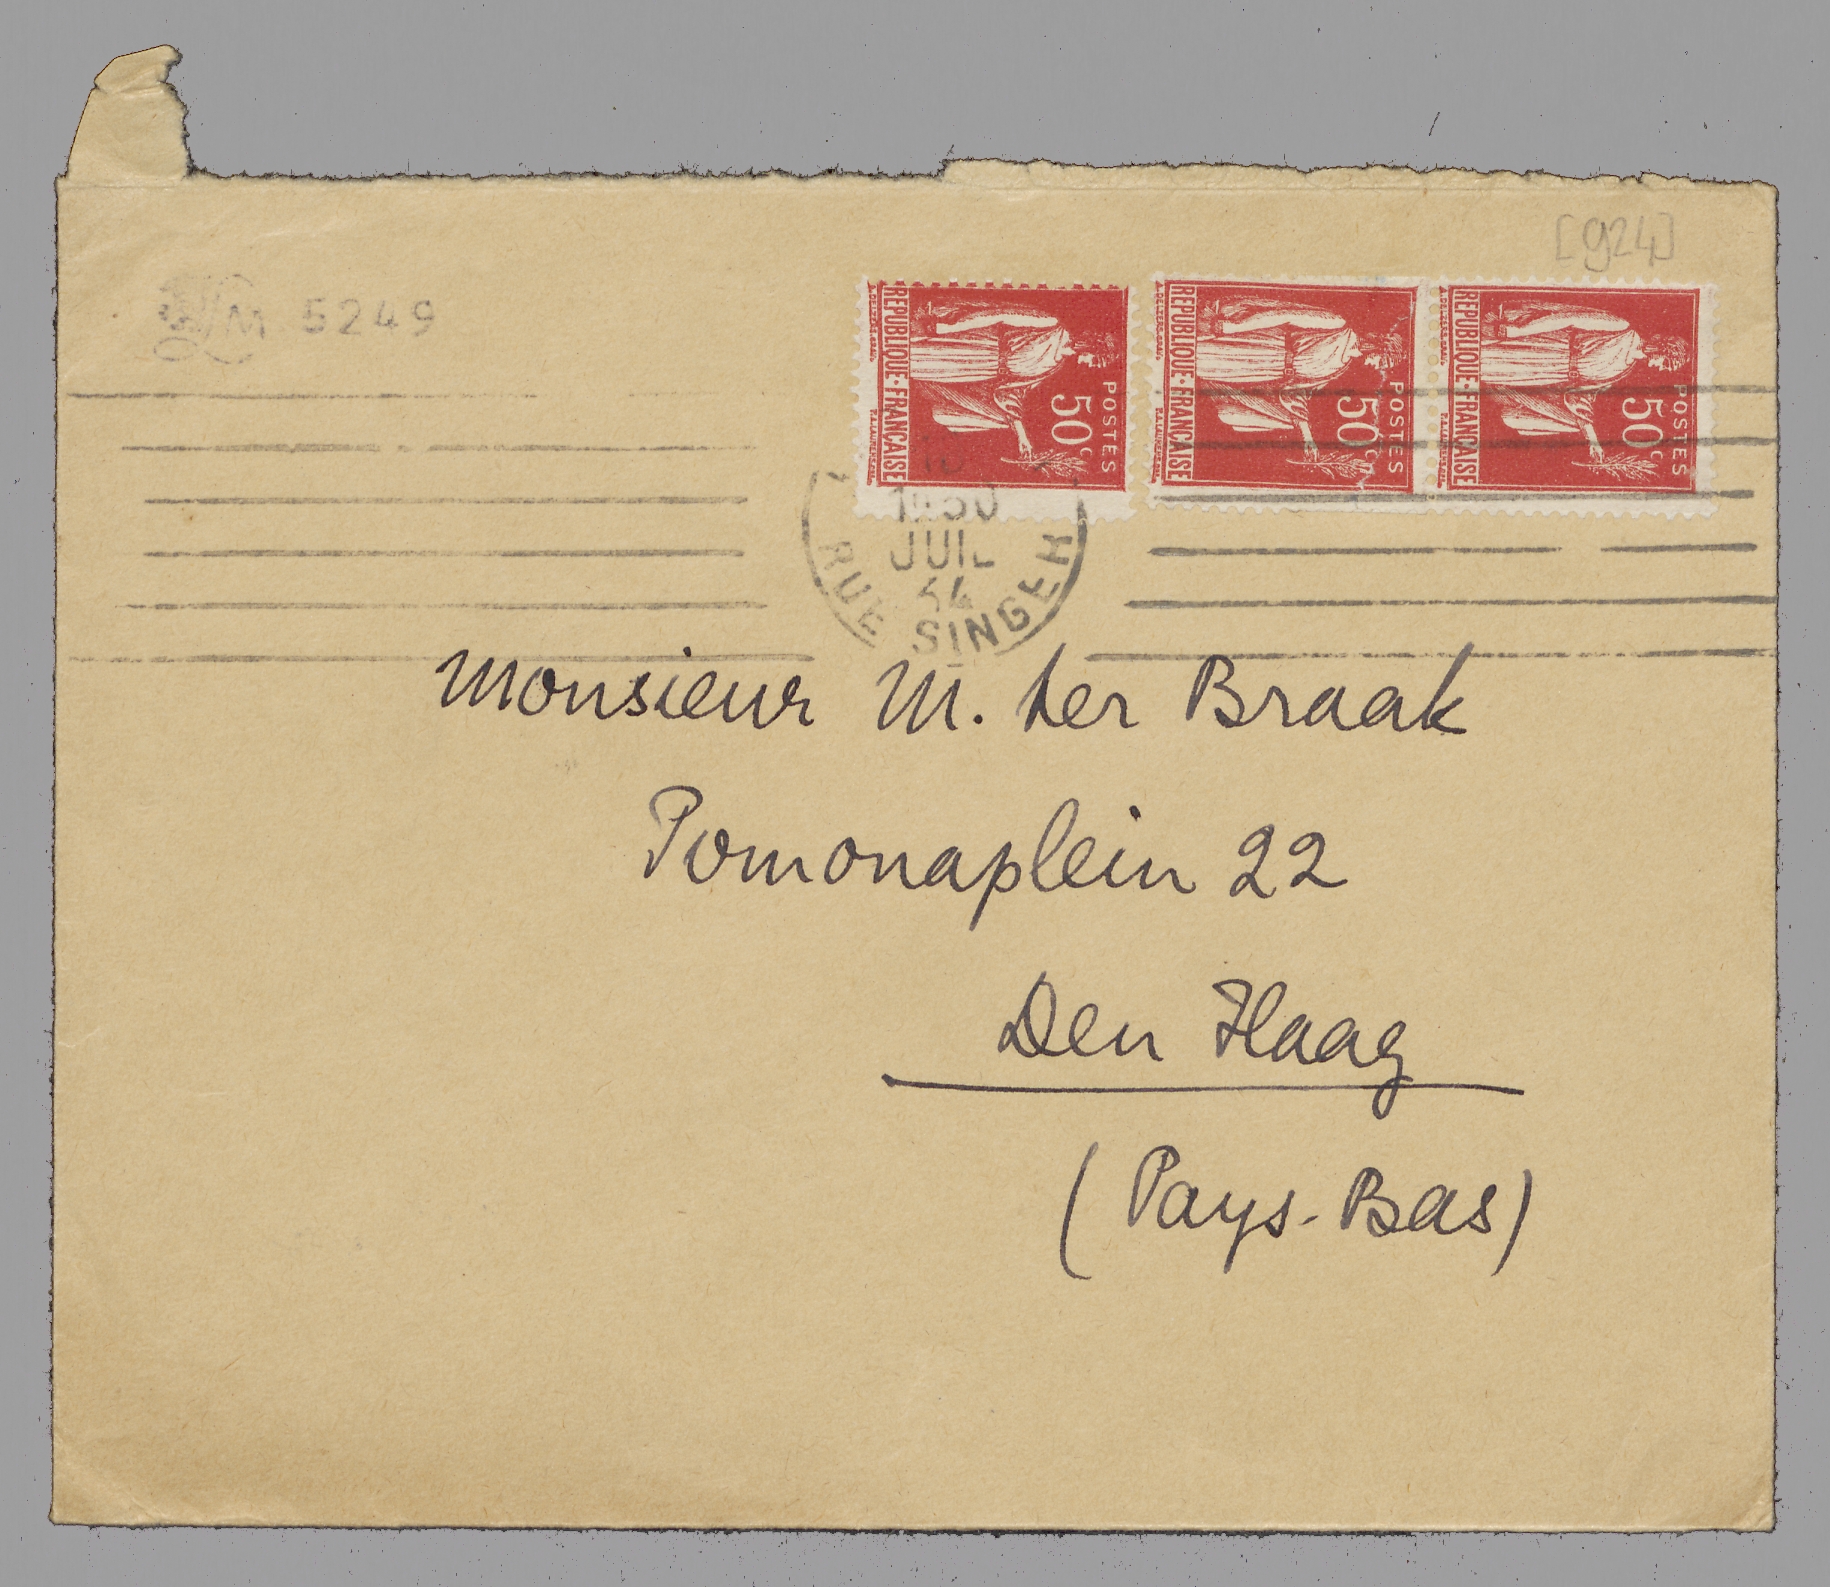 [924]
M 5249
POSTES
50c
REPUBLIQUE·FRANÇAISE
POSTES
50c
REPUBLIQUE·FRANÇAISE
POSTES
50c
REPUBLIQUE·FRANÇAISE
JUIL
34
RUE SINGER
Monsieur M. ter Braak
Pomonaplein 22
Den Haag
(Pays-Bas)